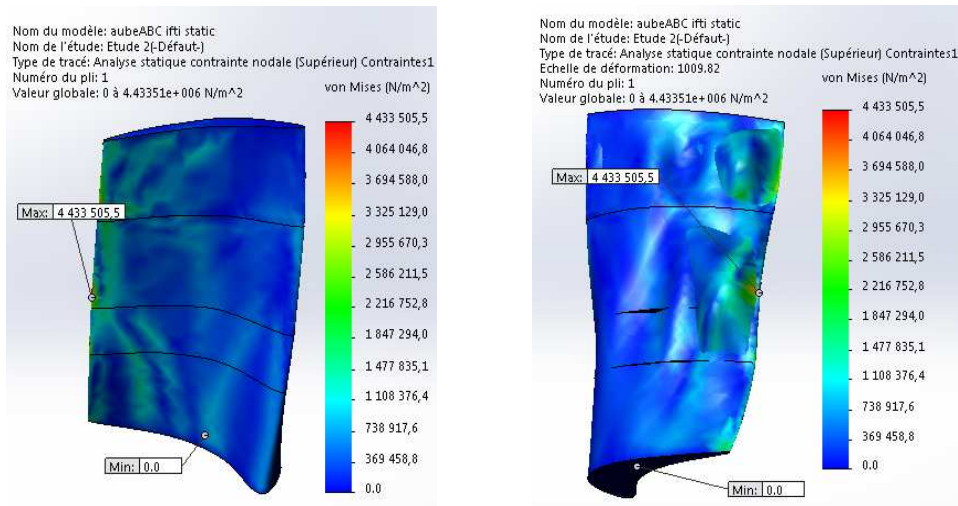 Nom du modèle: aubeABC ifti static
Nom de l'étude: Etude 2(-Défaut-)
Type de tracé: Analyse statique contrainte nodale (Supérieur) Contraintes1
Numéro du pli: 1
Valeur globale: 0 à 4.43351e+006 N/m^2
von Mises (N/m^2)
4 433 505,5
4 064 046,8
3 694 588,0
3 325 129,0
2 955 670,3
2 586 211,5
2 216 752,8
1 847 294,0
1 477 835,1
1 108 376,4
738 917,6
369 458,8
0.0
Max: 4 433 505,5
Min: 0.0
Nom du modèle: aubeABC ifti static
Nom de l'étude: Etude 2(-Défaut-)
Type de tracé: Analyse statique contrainte nodale (Supérieur) Contraintes1
Echelle de déformation: 1009.82
Numéro du pli: 1
Valeur globale: 0 à 4.43351e+006 N/m^2
von Mises (N/m^2)
4 433 505,5
4 064 046,8
3 694 588,0
3 325 129,0
2 955 670,3
2 586 211,5
2 216 752,8
1 847 294,0
1 477 835,1
1 108 376,4
738 917,6
369 458,8
0.0
Max: 4 433 505,5
Min: 0.0